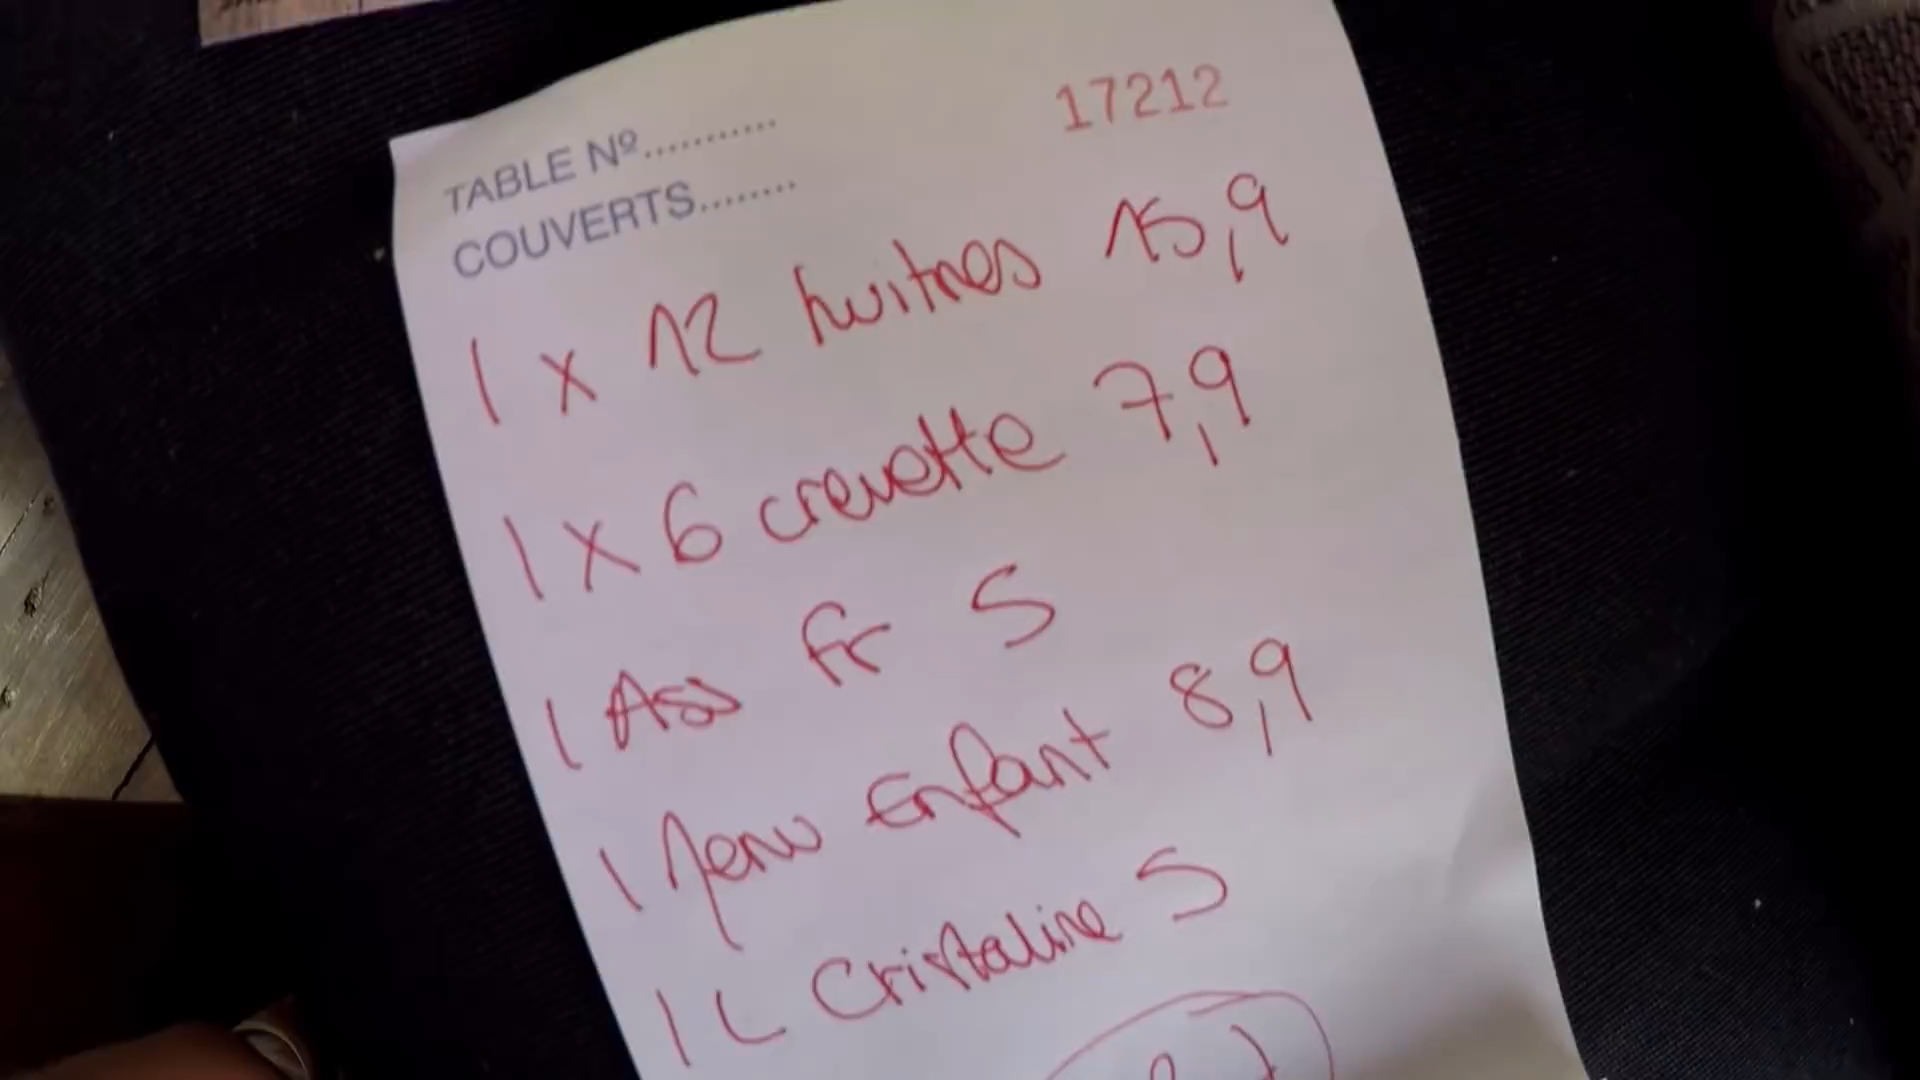 17212
TABLE Nº...........
COUVERTS........
1 x 12 huitres 15,9
1 x 6 crevette 7,9
1 Ass fr 5
1 Menu Enfant 8,9
1 L Cristaline 5